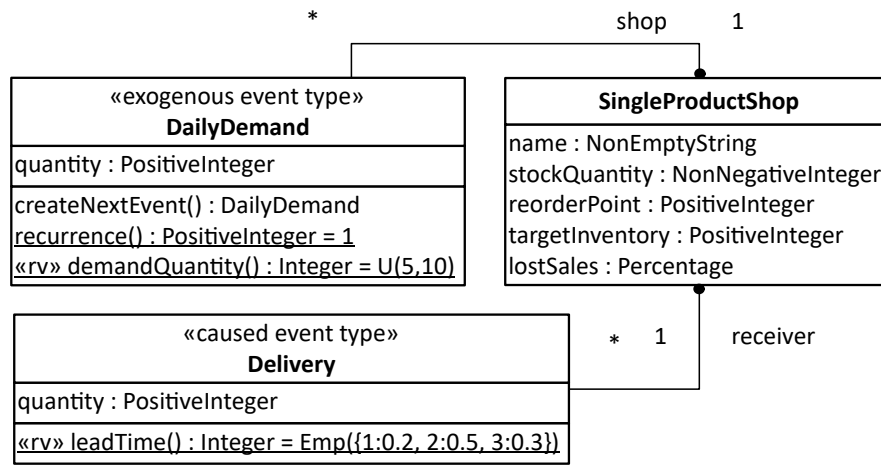 * shop 1
«exogenous event type»
DailyDemand
quantity : PositiveInteger
createNextEvent() : DailyDemand
recurrence() : PositiveInteger = 1
«rv» demandQuantity() : Integer = U(5,10)
SingleProductShop
name : NonEmptyString
stockQuantity : NonNegativeInteger
reorderPoint : PositiveInteger
targetInventory : PositiveInteger
lostSales : Percentage
«caused event type»
Delivery
quantity : PositiveInteger
«rv» leadTime() : Integer = Emp({1:0.2, 2:0.5, 3:0.3})
* 1 receiver